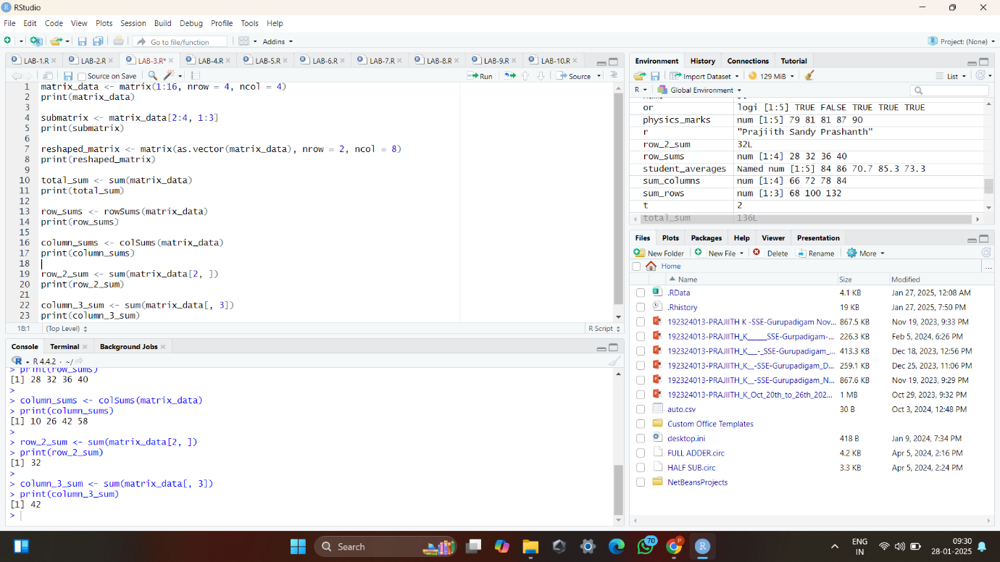 RStudio
File Edit Code View Plots Session Build Debug Profile Tools Help
Go to file/function Addins Project: (None)
LAB-1.R LAB-2.R LAB-3.R* LAB-4.R LAB-5.R LAB-6.R LAB-7.R LAB-8.R LAB-9.R LAB-10.R
Source on Save Run Source
1 matrix_data <- matrix(1:16, nrow = 4, ncol = 4)
2 print(matrix_data)
3
4 submatrix <- matrix_data[2:4, 1:3]
5 print(submatrix)
6
7 reshaped_matrix <- matrix(as.vector(matrix_data), nrow = 2, ncol = 8)
8 print(reshaped_matrix)
9
10 total_sum <- sum(matrix_data)
11 print(total_sum)
12
13 row_sums <- rowSums(matrix_data)
14 print(row_sums)
15
16 column_sums <- colSums(matrix_data)
17 print(column_sums)
18
19 row_2_sum <- sum(matrix_data[2, ])
20 print(row_2_sum)
21
22 column_3_sum <- sum(matrix_data[, 3])
23 print(column_3_sum)
18:1 (Top Level) R Script
Console Terminal Background Jobs
R 4.4.2 · ~/
> print(row_sums)
[1] 28 32 36 40
>
> column_sums <- colSums(matrix_data)
> print(column_sums)
[1] 10 26 42 58
>
> row_2_sum <- sum(matrix_data[2, ])
> print(row_2_sum)
[1] 32
>
> column_3_sum <- sum(matrix_data[, 3])
> print(column_3_sum)
[1] 42
>
Environment History Connections Tutorial
Import Dataset 129 MiB List
R Global Environment
or logi [1:5] TRUE FALSE TRUE TRUE TRUE
physics_marks num [1:5] 79 81 81 87 90
r "Prajiith Sandy Prashanth"
row_2_sum 32L
row_sums num [1:4] 28 32 36 40
student_averages Named num [1:5] 84 86 70.7 85.3 73.3
sum_columns num [1:4] 66 72 78 84
sum_rows num [1:3] 68 100 132
t 2
total_sum 136L
Files Plots Packages Help Viewer Presentation
New Folder New File Delete Rename More
Home ...
Name Size Modified
.RData 4.1 KB Jan 27, 2025, 12:08 AM
.Rhistory 19 KB Jan 27, 2025, 7:50 PM
192324013-PRAJIITH K -SSE-Gurupadigam Nov... 867.5 KB Nov 19, 2023, 9:33 PM
192324013-PRAJIITH_K_____SSE-Gurpadigam-... 226.3 KB Feb 5, 2024, 6:26 PM
192324013-PRAJIITH_K___-_SSE-Gurupadigam_... 413.3 KB Dec 18, 2023, 12:56 PM
192324013-PRAJIITH_K__-SSE-Gurupadigam_D... 259.1 KB Dec 25, 2023, 11:06 PM
192324013-PRAJIITH_K__-SSE-Gurupadigam_N... 867.6 KB Nov 19, 2023, 9:29 PM
192324013-PRAJIITH_K_Oct_20th_to_26th_202... 1 MB Oct 29, 2023, 9:32 PM
auto.csv 30 B Oct 3, 2024, 12:48 PM
Custom Office Templates
desktop.ini 418 B Jan 9, 2024, 7:34 PM
FULL ADDER.circ 4.2 KB Apr 5, 2024, 2:16 PM
HALF SUB.circ 3.3 KB Apr 5, 2024, 2:24 PM
NetBeansProjects
Search 70 P R
ENG
IN
09:30
28-01-2025